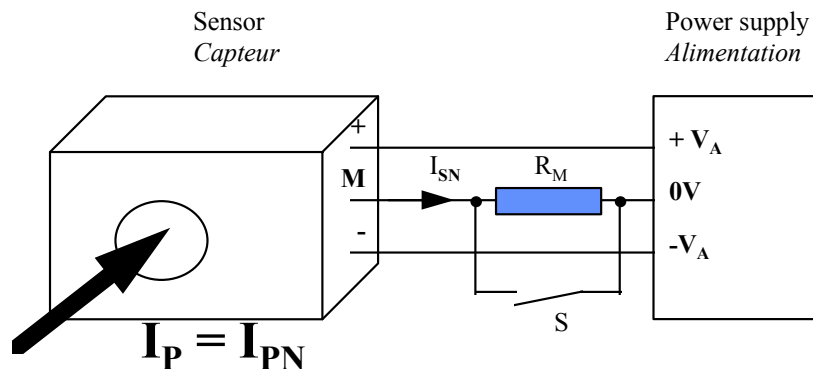 Sensor
Capteur
Power supply
Alimentation
+
M
-
I_SN
R_M
+ V_A
0V
-V_A
S
I_P = I_PN